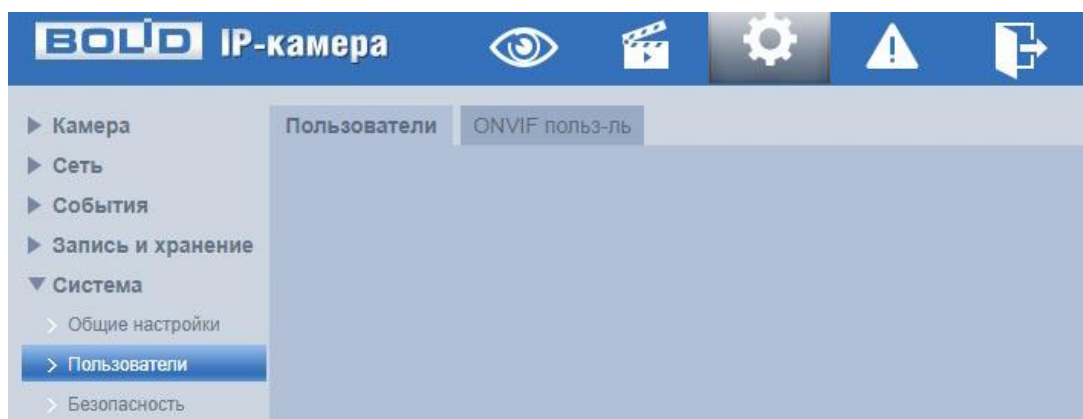 BOLID IP-камера
Камера
Пользователи ONVIF польз-ль
Сеть
События
Запись и хранение
Система
Общие настройки
Пользователи
Безопасность